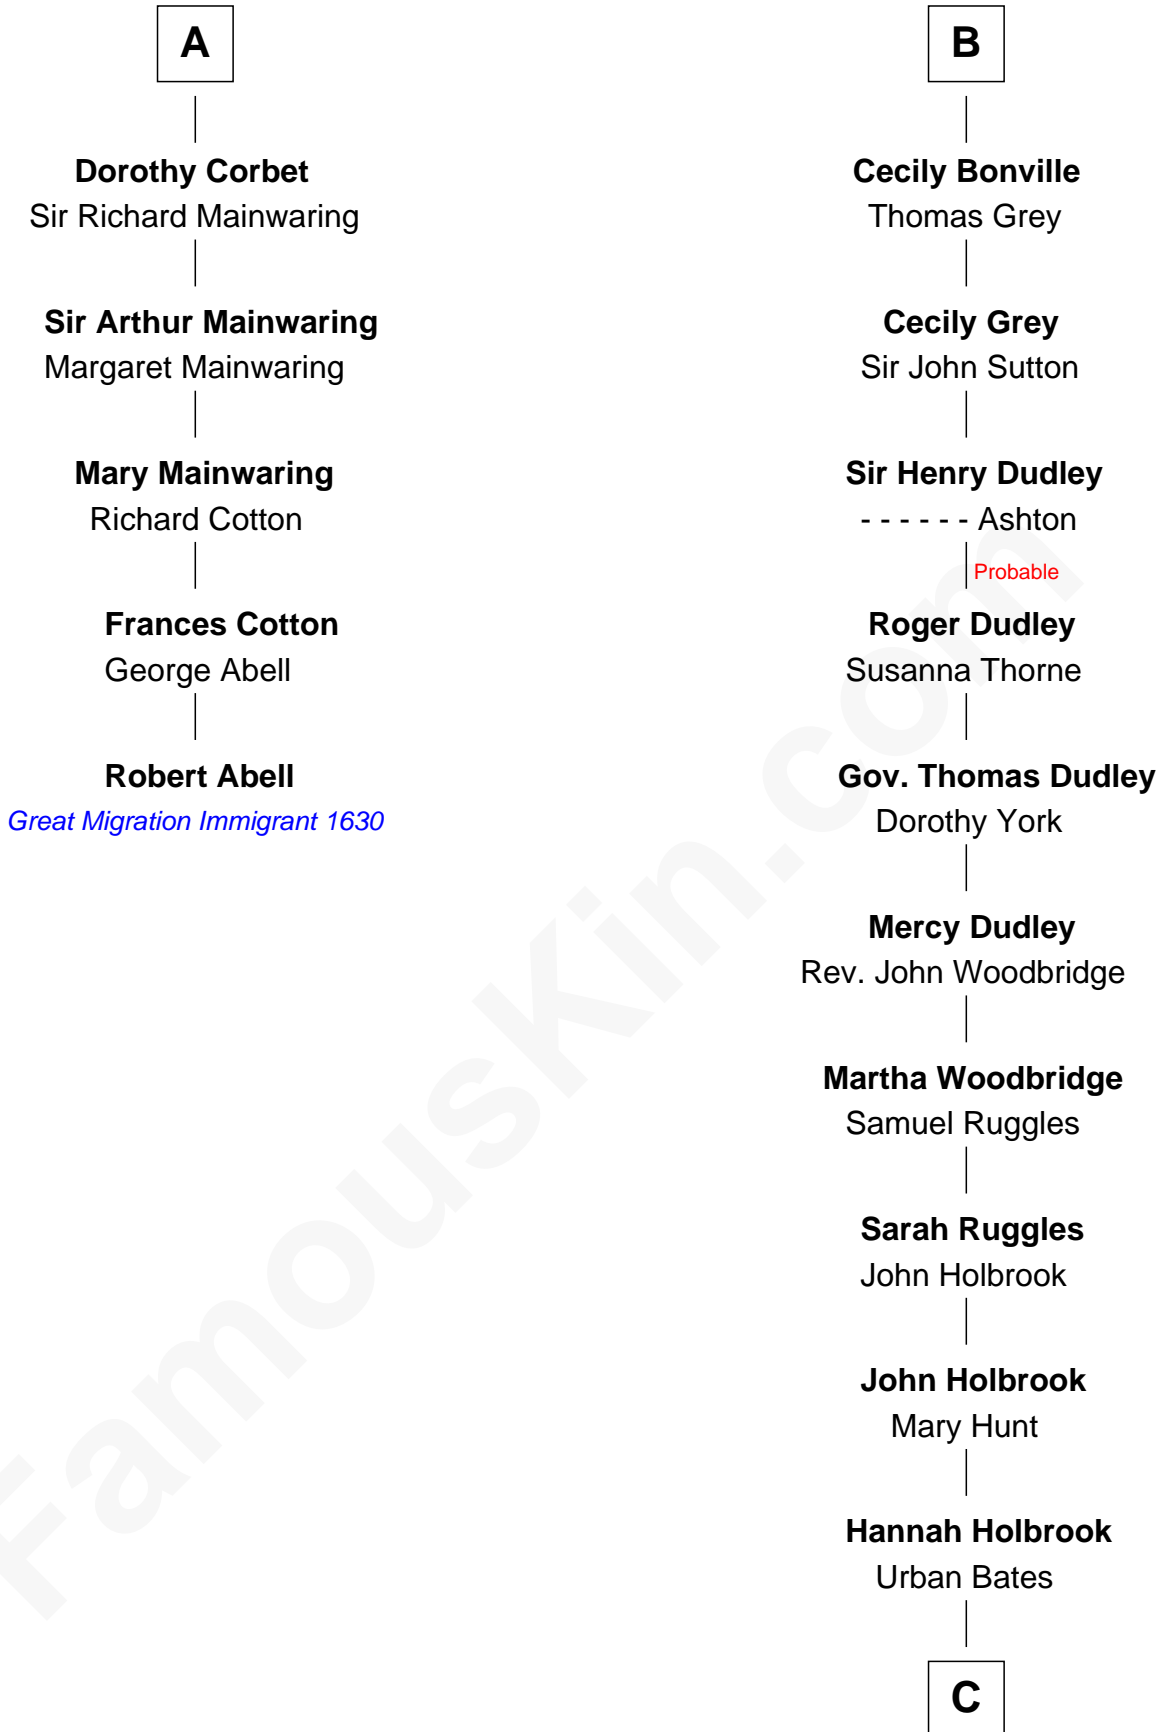 A
Dorothy Corbet
Sir Richard Mainwaring
Sir Arthur Mainwaring
Margaret Mainwaring
Mary Mainwaring
Richard Cotton
Frances Cotton
George Abell
Robert Abell
Great Migration Immigrant 1630
B
Cecily Bonville
Thomas Grey
Cecily Grey
Sir John Sutton
Sir Henry Dudley
- - - - - - Ashton
Probable
Roger Dudley
Susanna Thorne
Gov. Thomas Dudley
Dorothy York
Mercy Dudley
Rev. John Woodbridge
Martha Woodbridge
Samuel Ruggles
Sarah Ruggles
John Holbrook
John Holbrook
Mary Hunt
Hannah Holbrook
Urban Bates
C
FamousKin.com